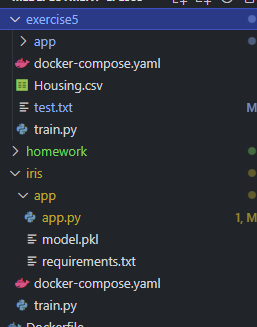 exercise5
app
docker-compose.yaml
Housing.csv
test.txt M
train.py
homework
iris
app
app.py 1, M
model.pkl
requirements.txt
docker-compose.yaml
train.py
Dockerfile